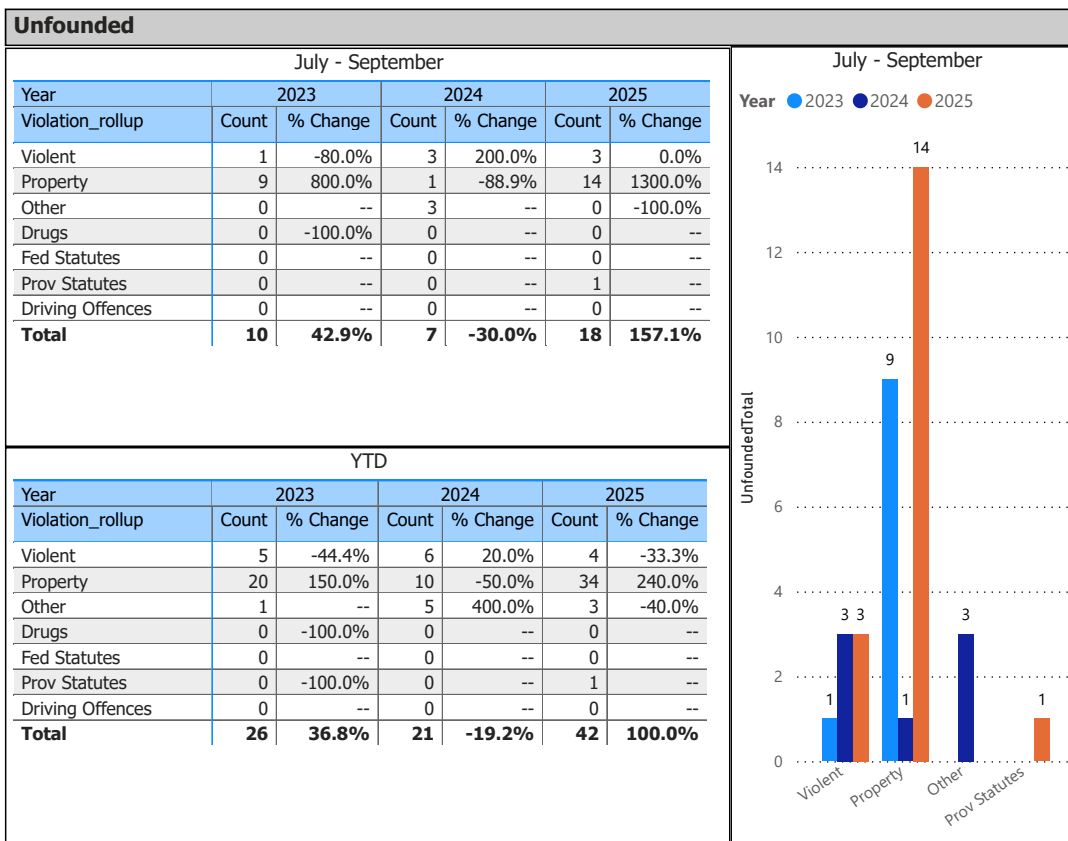 Unfounded
July - September
Year 2023 2024 2025
Violation_rollup Count % Change Count % Change Count % Change
Violent 1 -80.0% 3 200.0% 3 0.0%
Property 9 800.0% 1 -88.9% 14 1300.0%
Other 0 -- 3 -- 0 -100.0%
Drugs 0 -100.0% 0 -- 0 --
Fed Statutes 0 -- 0 -- 0 --
Prov Statutes 0 -- 0 -- 1 --
Driving Offences 0 -- 0 -- 0 --
Total 10 42.9% 7 -30.0% 18 157.1%
YTD
Year 2023 2024 2025
Violation_rollup Count % Change Count % Change Count % Change
Violent 5 -44.4% 6 20.0% 4 -33.3%
Property 20 150.0% 10 -50.0% 34 240.0%
Other 1 -- 5 400.0% 3 -40.0%
Drugs 0 -100.0% 0 -- 0 --
Fed Statutes 0 -- 0 -- 0 --
Prov Statutes 0 -100.0% 0 -- 1 --
Driving Offences 0 -- 0 -- 0 --
Total 26 36.8% 21 -19.2% 42 100.0%
July - September
Year 2023 2024 2025
UnfoundedTotal
14
12
10
8
6
4
2
0
1 3 3
9 1 14
3
1
Violent
Property
Other
Prov Statutes